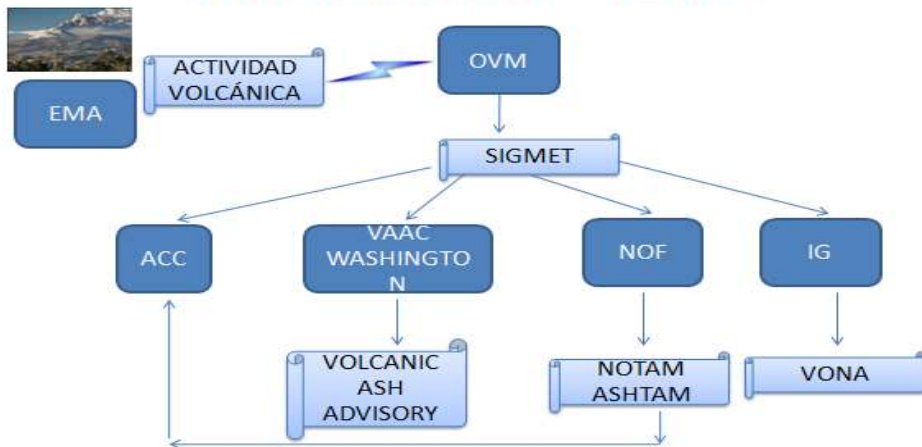 ACTIVIDAD
VOLCÁNICA
OVM
EMA
SIGMET
ACC
VAAC
WASHINGTO
N
NOF
IG
VOLCANIC
ASH
ADVISORY
NOTAM
ASHTAM
VONA